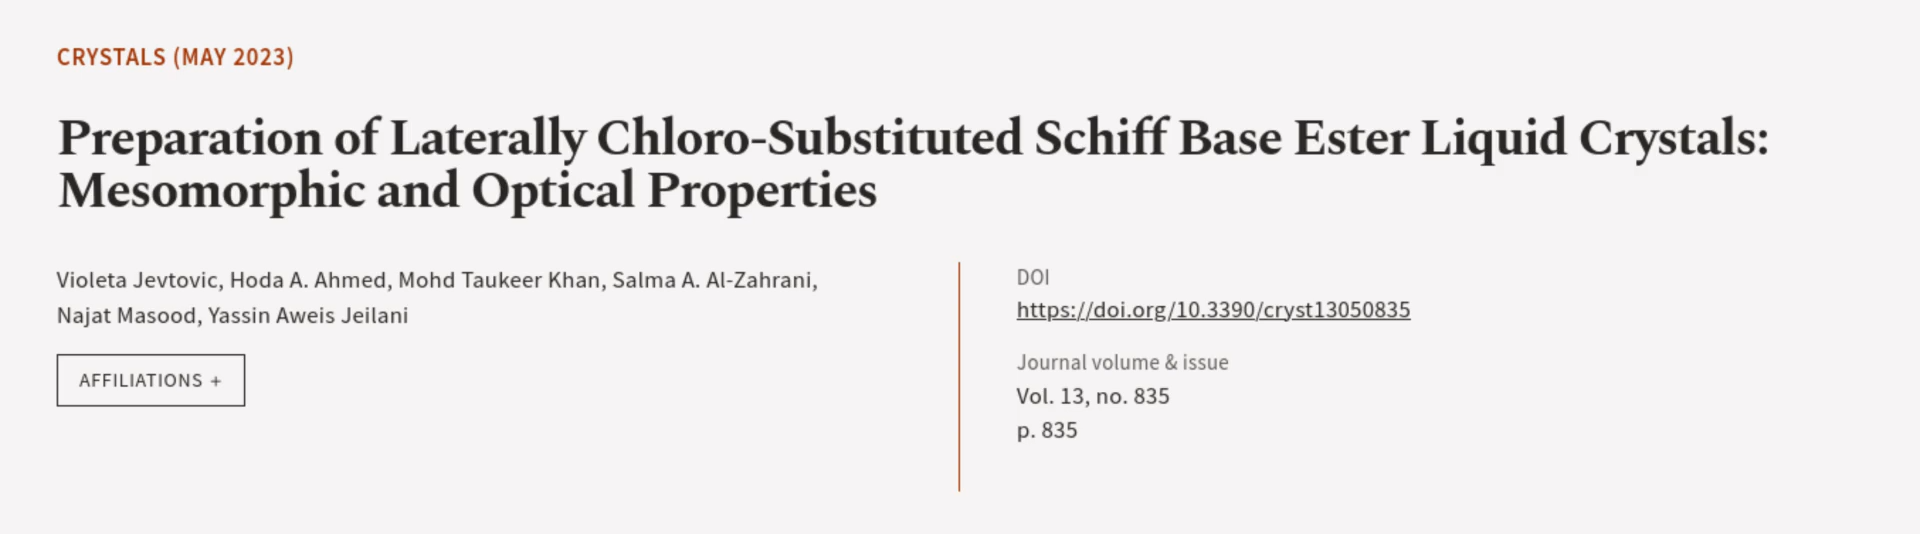 CRYSTALS (MAY 2023)
Preparation of Laterally Chloro-Substituted Schiff Base Ester Liquid Crystals:
Mesomorphic and Optical Properties
Violeta Jevtovic, Hoda A. Ahmed, Mohd Taukeer Khan, Salma A. Al-Zahrani,
Najat Masood, Yassin Aweis Jeilani
AFFILIATIONS +
DOI
https://doi.org/10.3390/cryst13050835
Journal volume & issue
Vol. 13, no. 835
p. 835